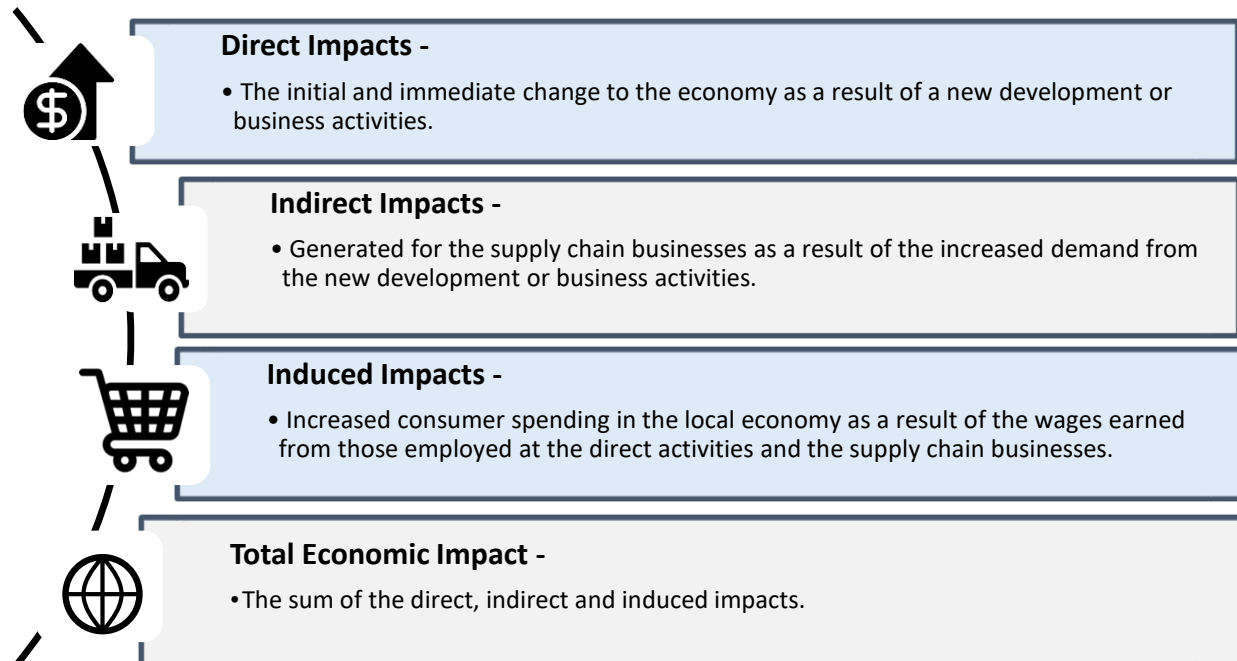 Direct Impacts -
• The initial and immediate change to the economy as a result of a new development or
business activities.
Indirect Impacts -
• Generated for the supply chain businesses as a result of the increased demand from
the new development or business activities.
Induced Impacts -
• Increased consumer spending in the local economy as a result of the wages earned
from those employed at the direct activities and the supply chain businesses.
Total Economic Impact -
•The sum of the direct, indirect and induced impacts.